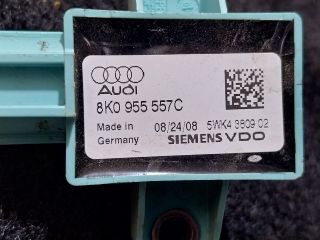 Audi
8K0 955 557C
Made in Germany
08/24/08 5WK4 3809 02
SIEMENS VDO